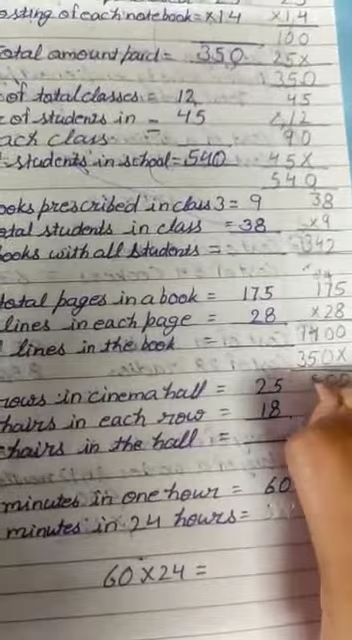 osting of each notebook = ×14 ×14
100
Total amount paid = 350 25×
1350
of total classes = 12 45
of students in = 45 ×12
ach class 90
students in school = 540 45×
540
ooks prescribed in class 3 = 9 38
otal students in class = 38 ×9
ooks with all students = 342
total pages in a book = 175 175
lines in each page = 28 ×28
lines in the book = 1400
350×
rows in cinema hall = 25
hairs in each row = 18
chairs in the hall =
minutes in one hour = 60
minutes in 24 hours =
60×24 =